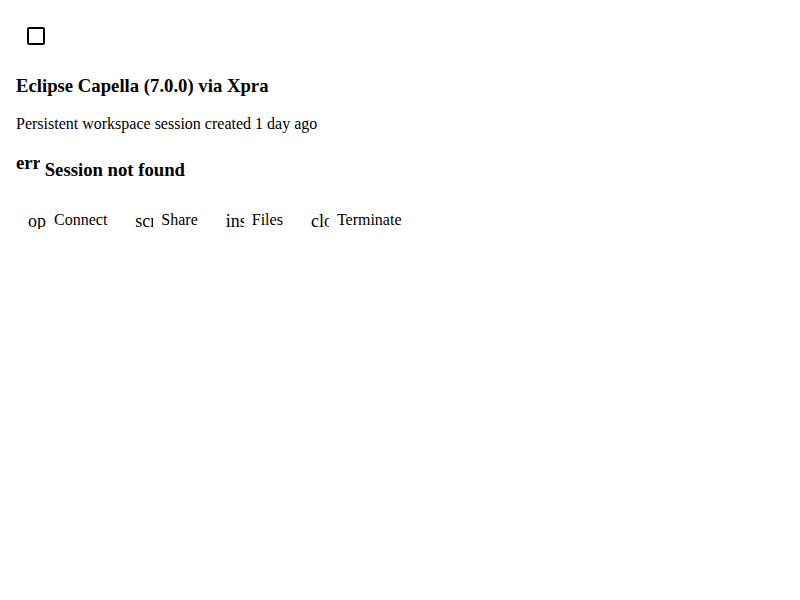 Eclipse Capella (7.0.0) via Xpra
Persistent workspace session created 1 day ago
err Session not found
op Connect scr Share ins Files clo Terminate